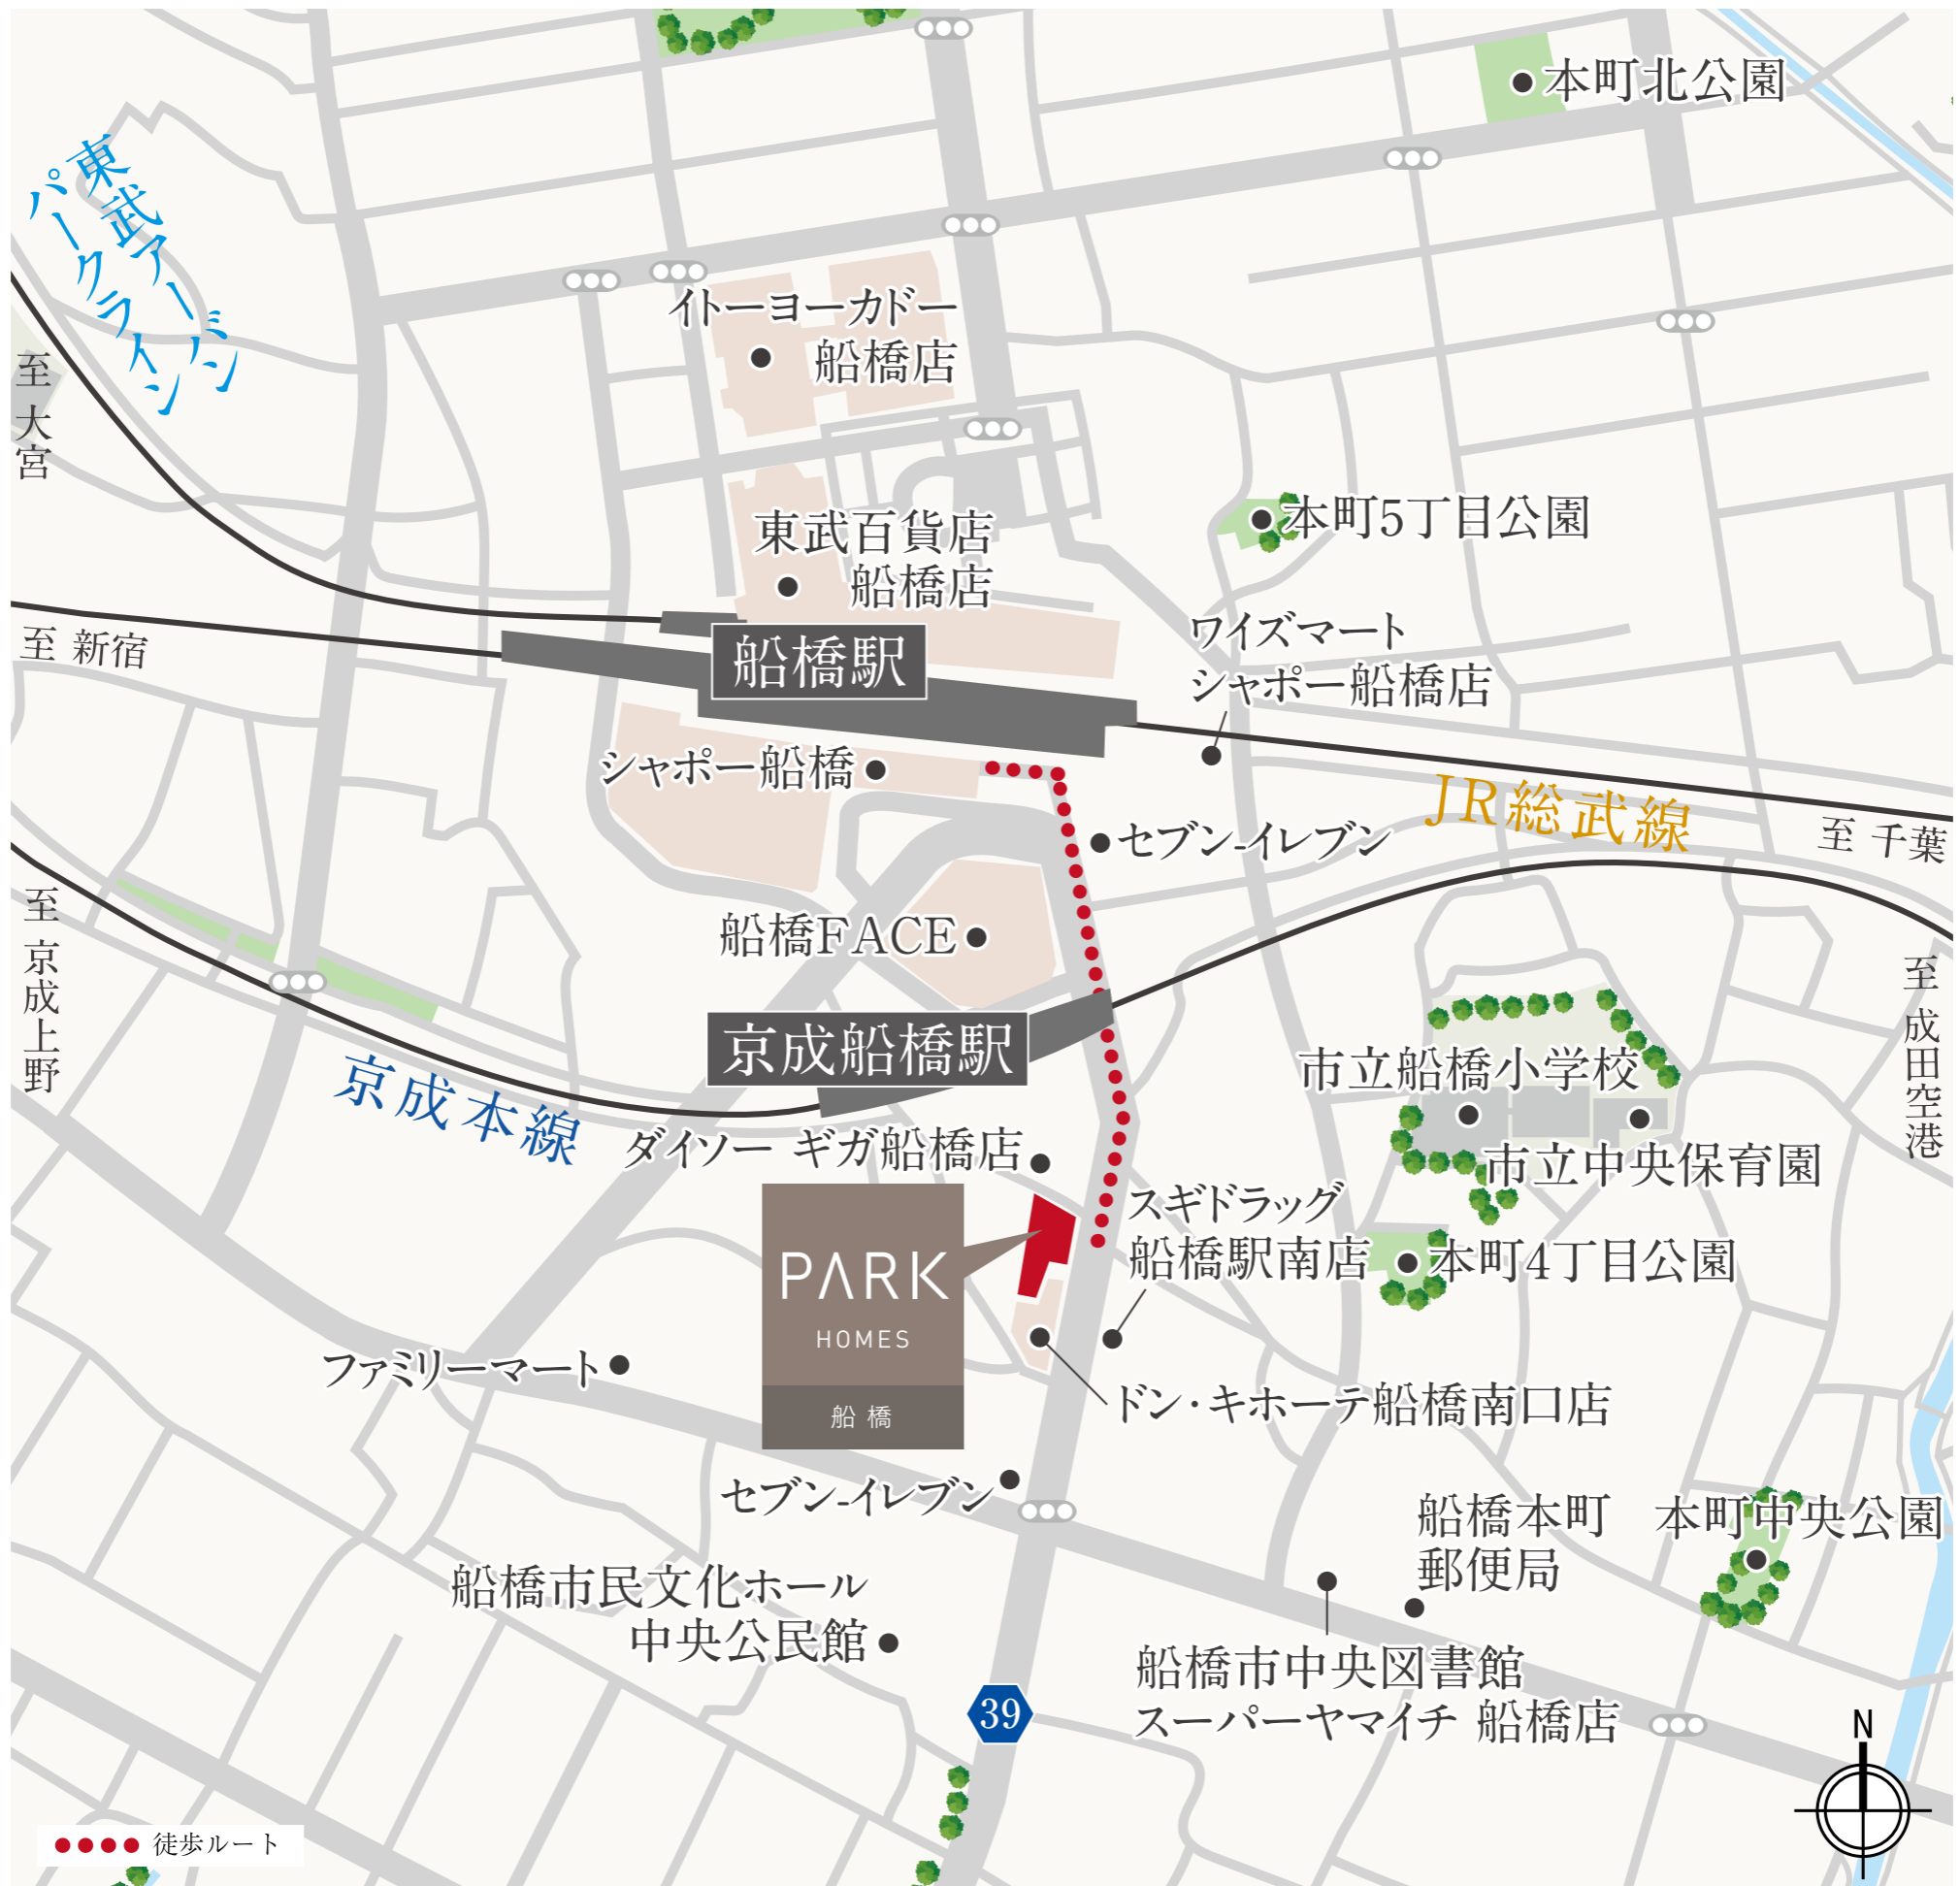 本町北公園
東武アーバン
パークライン
至 大宮
イトーヨーカドー
船橋店
東武百貨店
船橋店
本町5丁目公園
至 新宿
船橋駅
ワイズマート
シャポー船橋店
シャポー船橋
セブン-イレブン
JR総武線
至 千葉
船橋FACE
至 京成上野
至 成田空港
京成船橋駅
京成本線
市立船橋小学校
市立中央保育園
ダイソー ギガ船橋店
スギドラッグ
船橋駅南店
本町4丁目公園
PARK
HOMES
船橋
ファミリーマート
ドン・キホーテ船橋南口店
セブン-イレブン
船橋本町
郵便局
本町中央公園
船橋市民文化ホール
中央公民館
船橋市中央図書館
スーパーヤマイチ 船橋店
39
N
徒歩ルート